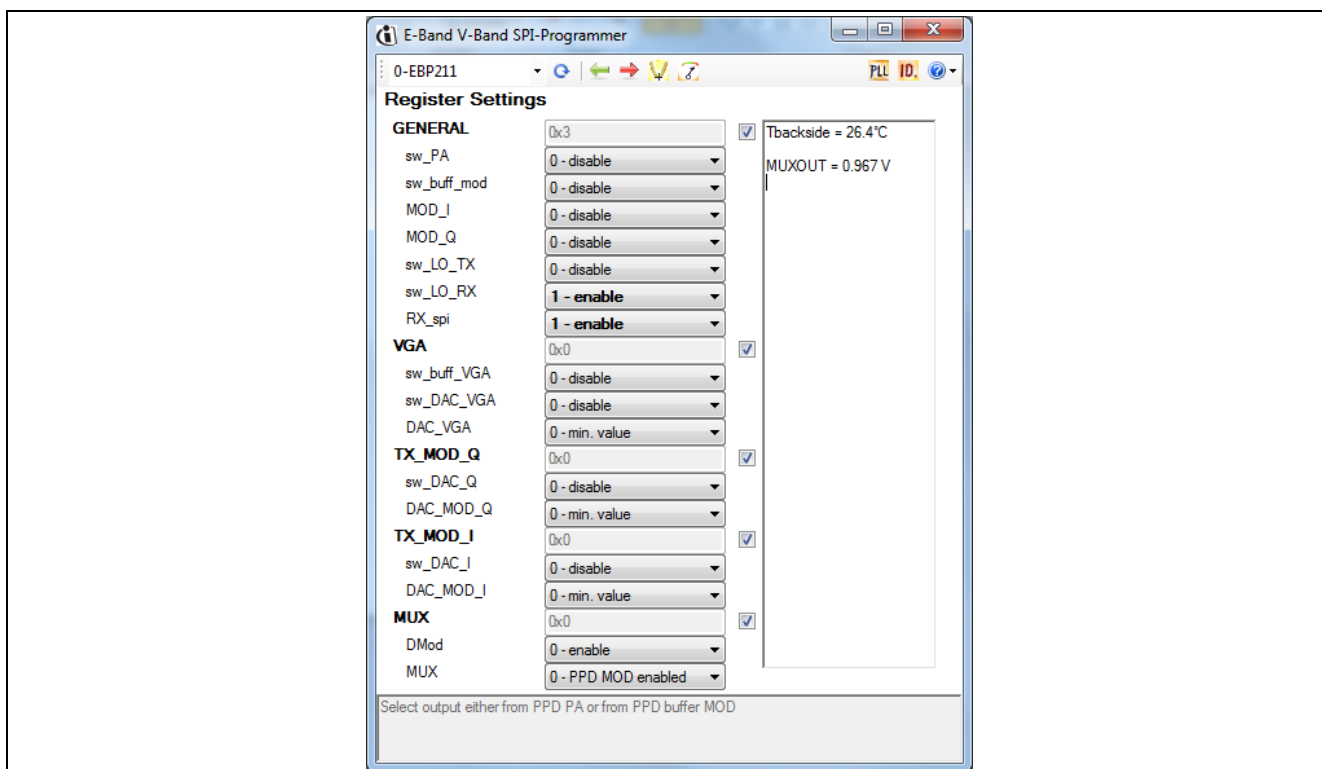 E-Band V-Band SPI-Programmer
0-EBP211 PLL ID.
Register Settings
GENERAL 0x3
sw_PA 0 - disable
sw_buff_mod 0 - disable
MOD_I 0 - disable
MOD_Q 0 - disable
sw_LO_TX 0 - disable
sw_LO_RX 1 - enable
RX_spi 1 - enable
VGA 0x0
sw_buff_VGA 0 - disable
sw_DAC_VGA 0 - disable
DAC_VGA 0 - min. value
TX_MOD_Q 0x0
sw_DAC_Q 0 - disable
DAC_MOD_Q 0 - min. value
TX_MOD_I 0x0
sw_DAC_I 0 - disable
DAC_MOD_I 0 - min. value
MUX 0x0
DMod 0 - enable
MUX 0 - PPD MOD enabled
Tbackside = 26.4°C
MUXOUT = 0.967 V
Select output either from PPD PA or from PPD buffer MOD